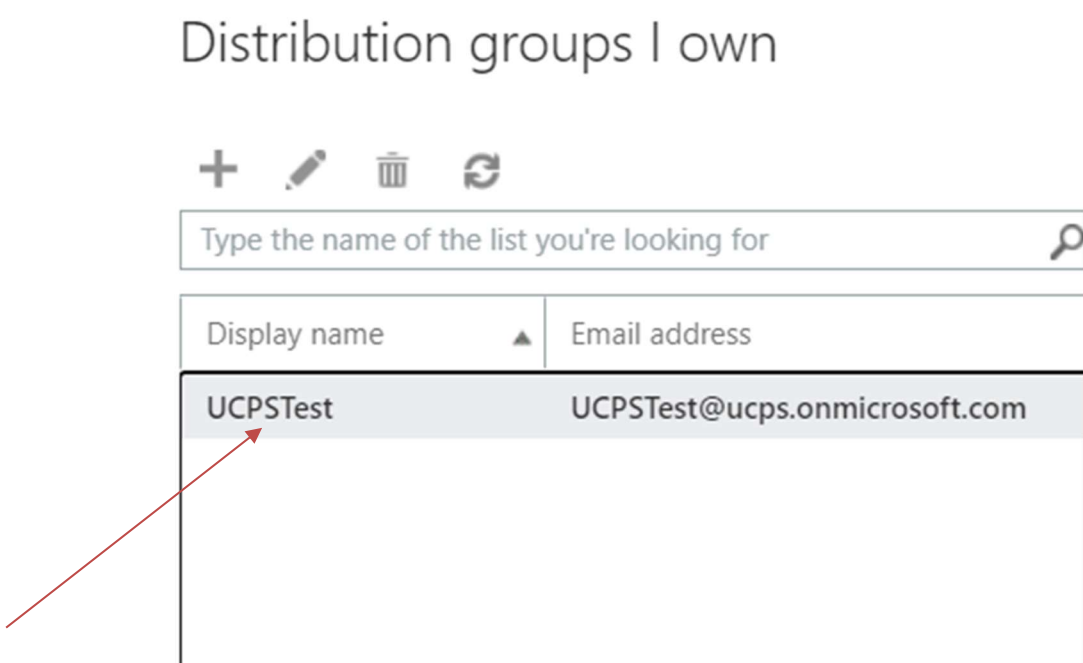 Distribution groups I own
Type the name of the list you're looking for
Display name Email address
UCPSTest UCPSTest@ucps.onmicrosoft.com